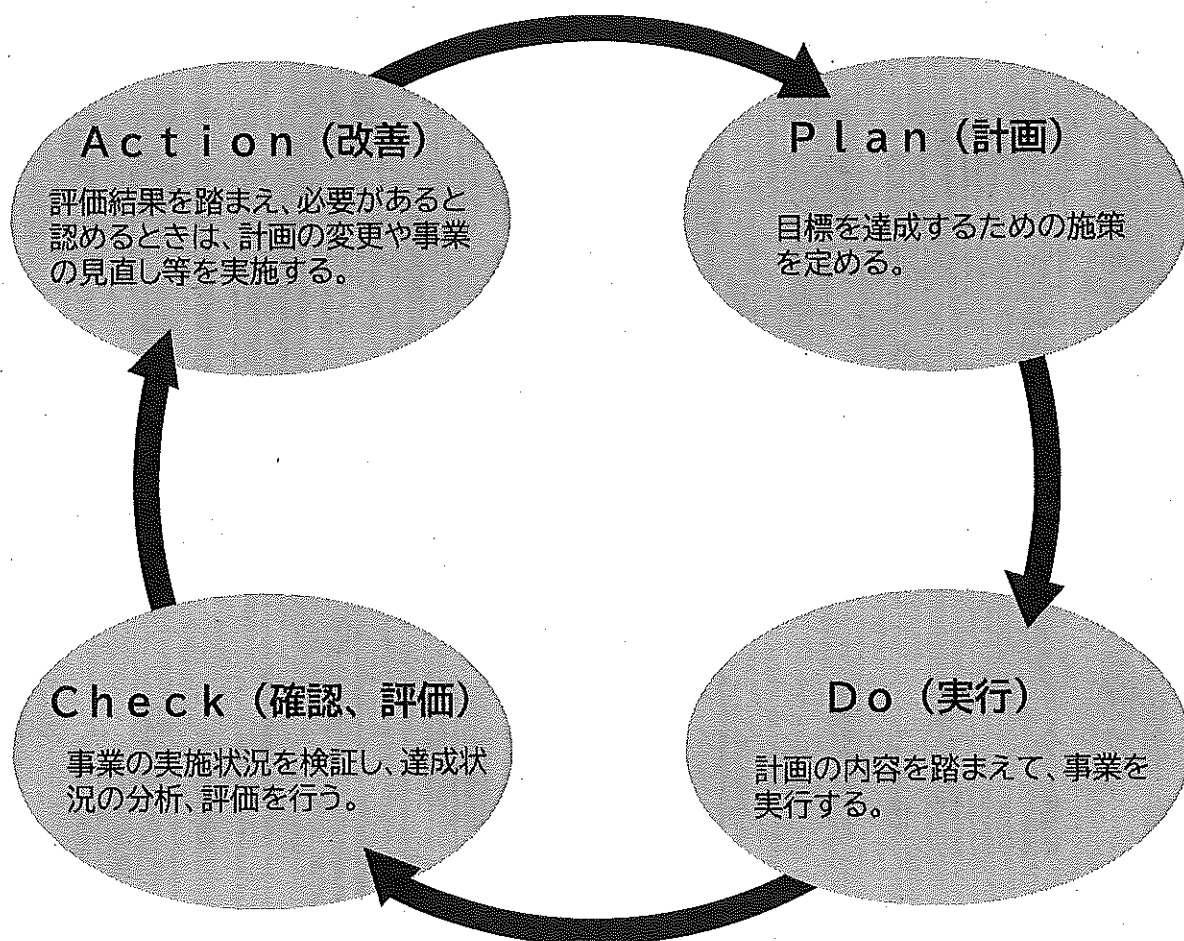 Action（改善）
評価結果を踏まえ、必要があると
認めるときは、計画の変更や事業
の見直し等を実施する。
Plan（計画）
目標を達成するための施策
を定める。
Do（実行）
計画の内容を踏まえて、事業を
実行する。
Check（確認、評価）
事業の実施状況を検証し、達成状
況の分析、評価を行う。